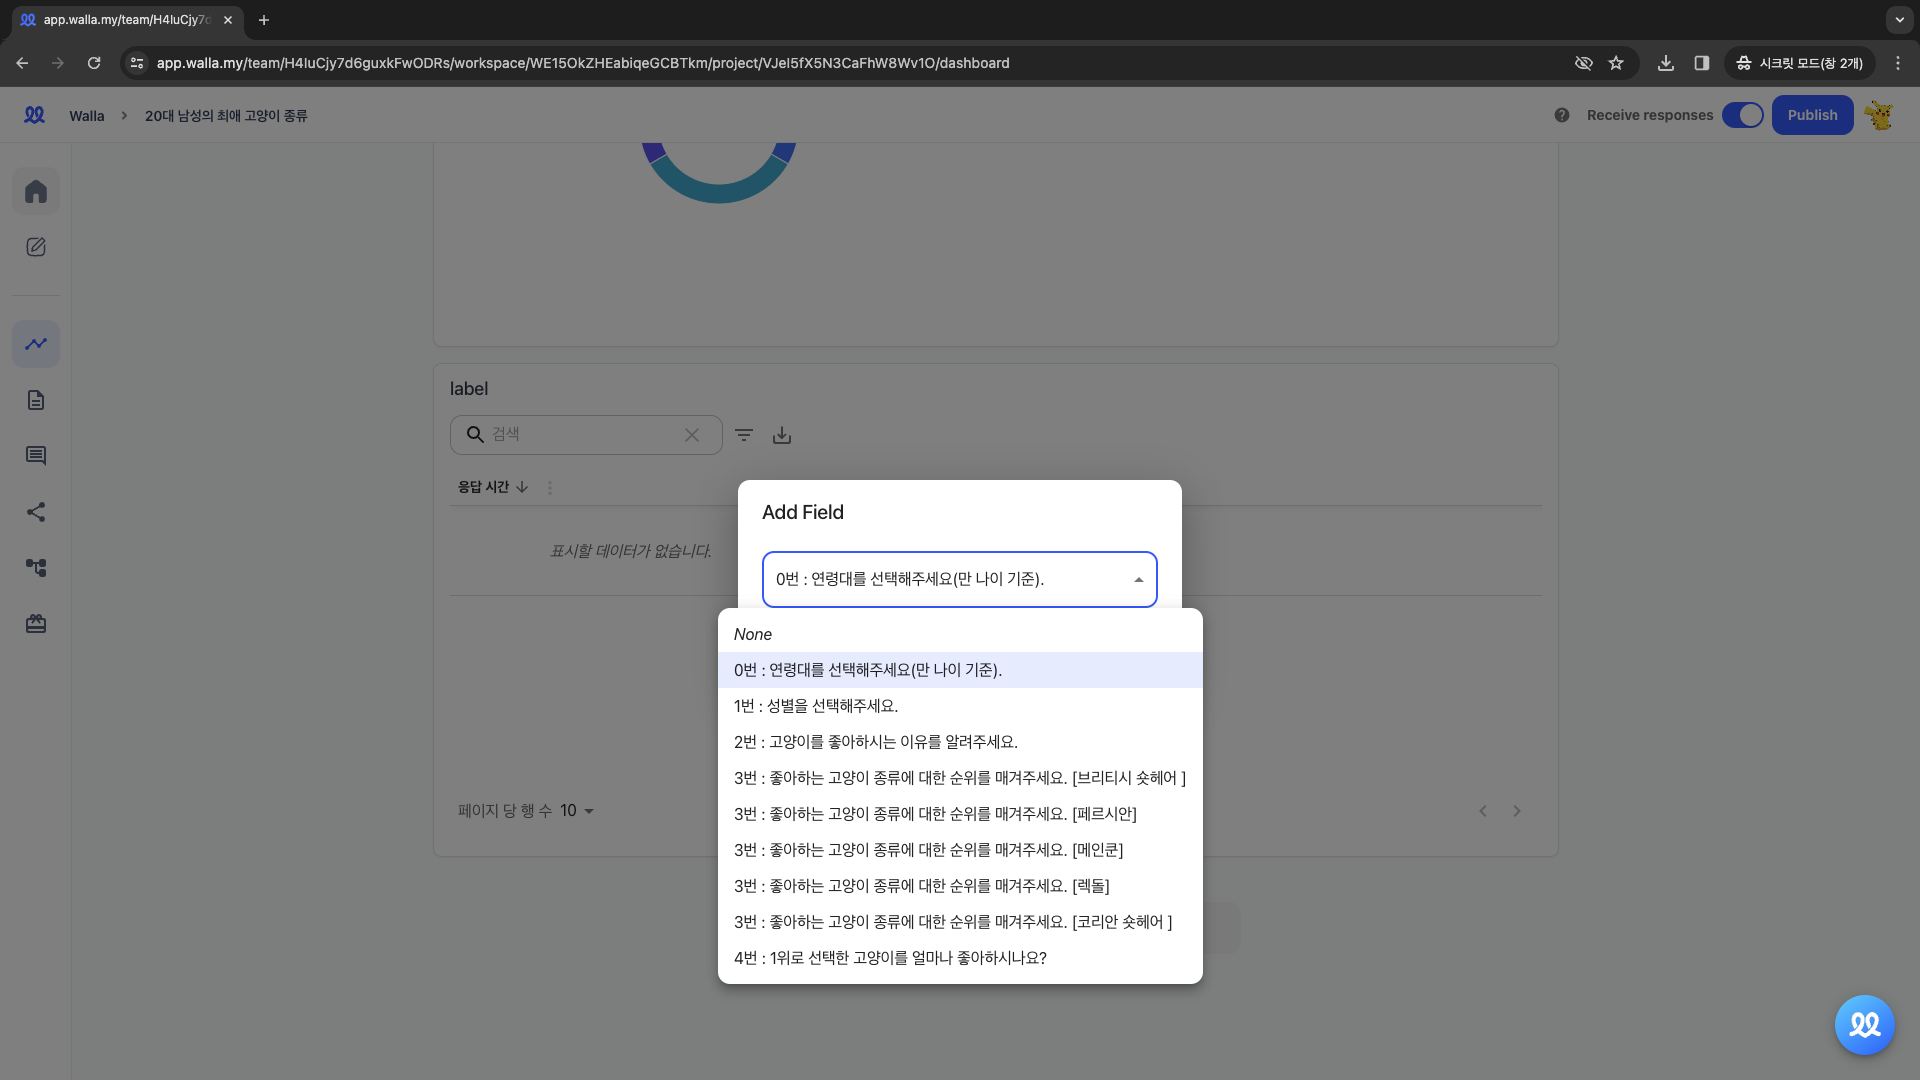 app.walla.my/team/H4IuCjy7d
app.walla.my/team/H4IuCjy7d6guxkFwODRs/workspace/WE15OkZHEabiqeGCBTkm/project/VJeI5fX5N3CaFhW8Wv1O/dashboard
시크릿 모드(창 2개)
Walla
20대 남성의 최애 고양이 종류
Receive responses
Publish
label
검색
응답 시간
표시할 데이터가 없습니다.
Add Field
0번 : 연령대를 선택해주세요(만 나이 기준).
None
0번 : 연령대를 선택해주세요(만 나이 기준).
1번 : 성별을 선택해주세요.
2번 : 고양이를 좋아하시는 이유를 알려주세요.
3번 : 좋아하는 고양이 종류에 대한 순위를 매겨주세요. [브리티시 숏헤어 ]
3번 : 좋아하는 고양이 종류에 대한 순위를 매겨주세요. [페르시안]
3번 : 좋아하는 고양이 종류에 대한 순위를 매겨주세요. [메인쿤]
3번 : 좋아하는 고양이 종류에 대한 순위를 매겨주세요. [렉돌]
3번 : 좋아하는 고양이 종류에 대한 순위를 매겨주세요. [코리안 숏헤어 ]
4번 : 1위로 선택한 고양이를 얼마나 좋아하시나요?
페이지 당 행 수 10